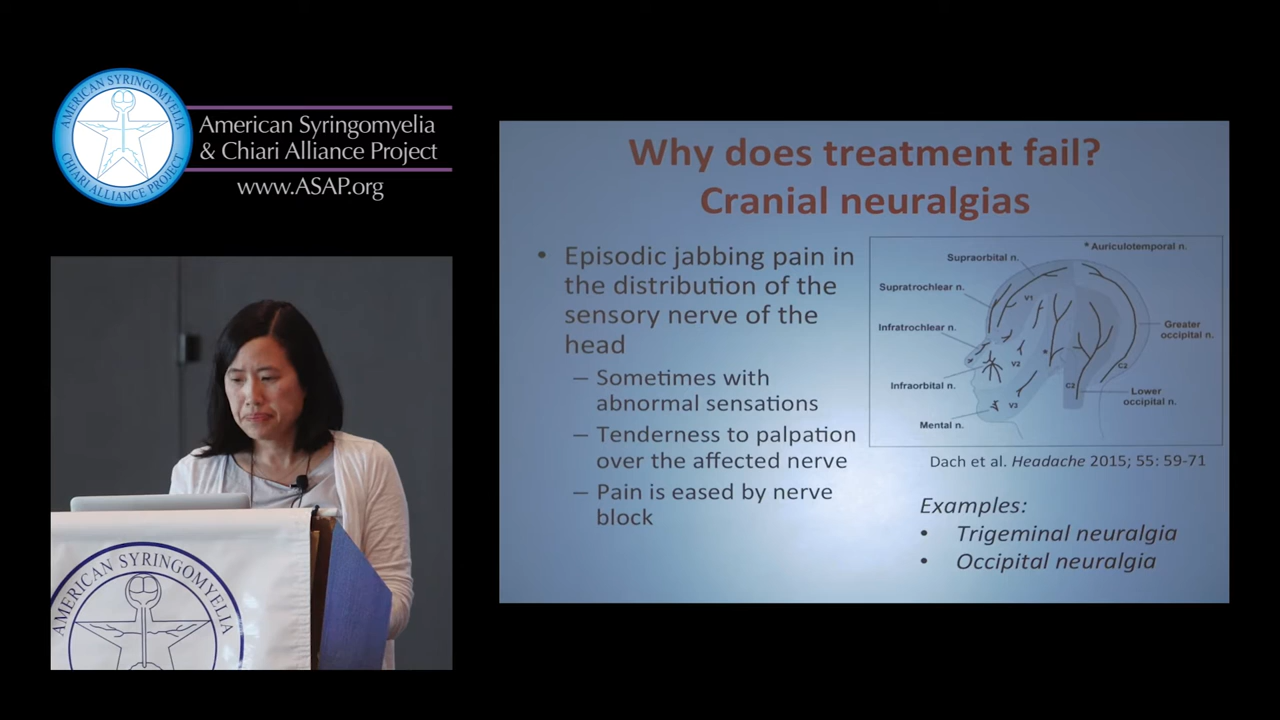 AMERICAN SYRINGOMYELIA
CHIARI ALLIANCE PROJECT
American Syringomyelia
& Chiari Alliance Project
www.ASAP.org
AMERICAN SYRINGOMYELIA
Why does treatment fail?
Cranial neuralgias
• Episodic jabbing pain in
the distribution of the
sensory nerve of the
head
– Sometimes with
abnormal sensations
– Tenderness to palpation
over the affected nerve
– Pain is eased by nerve
block
* Auriculotemporal n.
Supraorbital n.
Supratrochlear n.
V1
Infratrochlear n.
Greater
occipital n.
*
V2
C2
Infraorbital n.
C2
Lower
occipital n.
V3
Mental n.
Dach et al. Headache 2015; 55: 59-71
Examples:
• Trigeminal neuralgia
• Occipital neuralgia